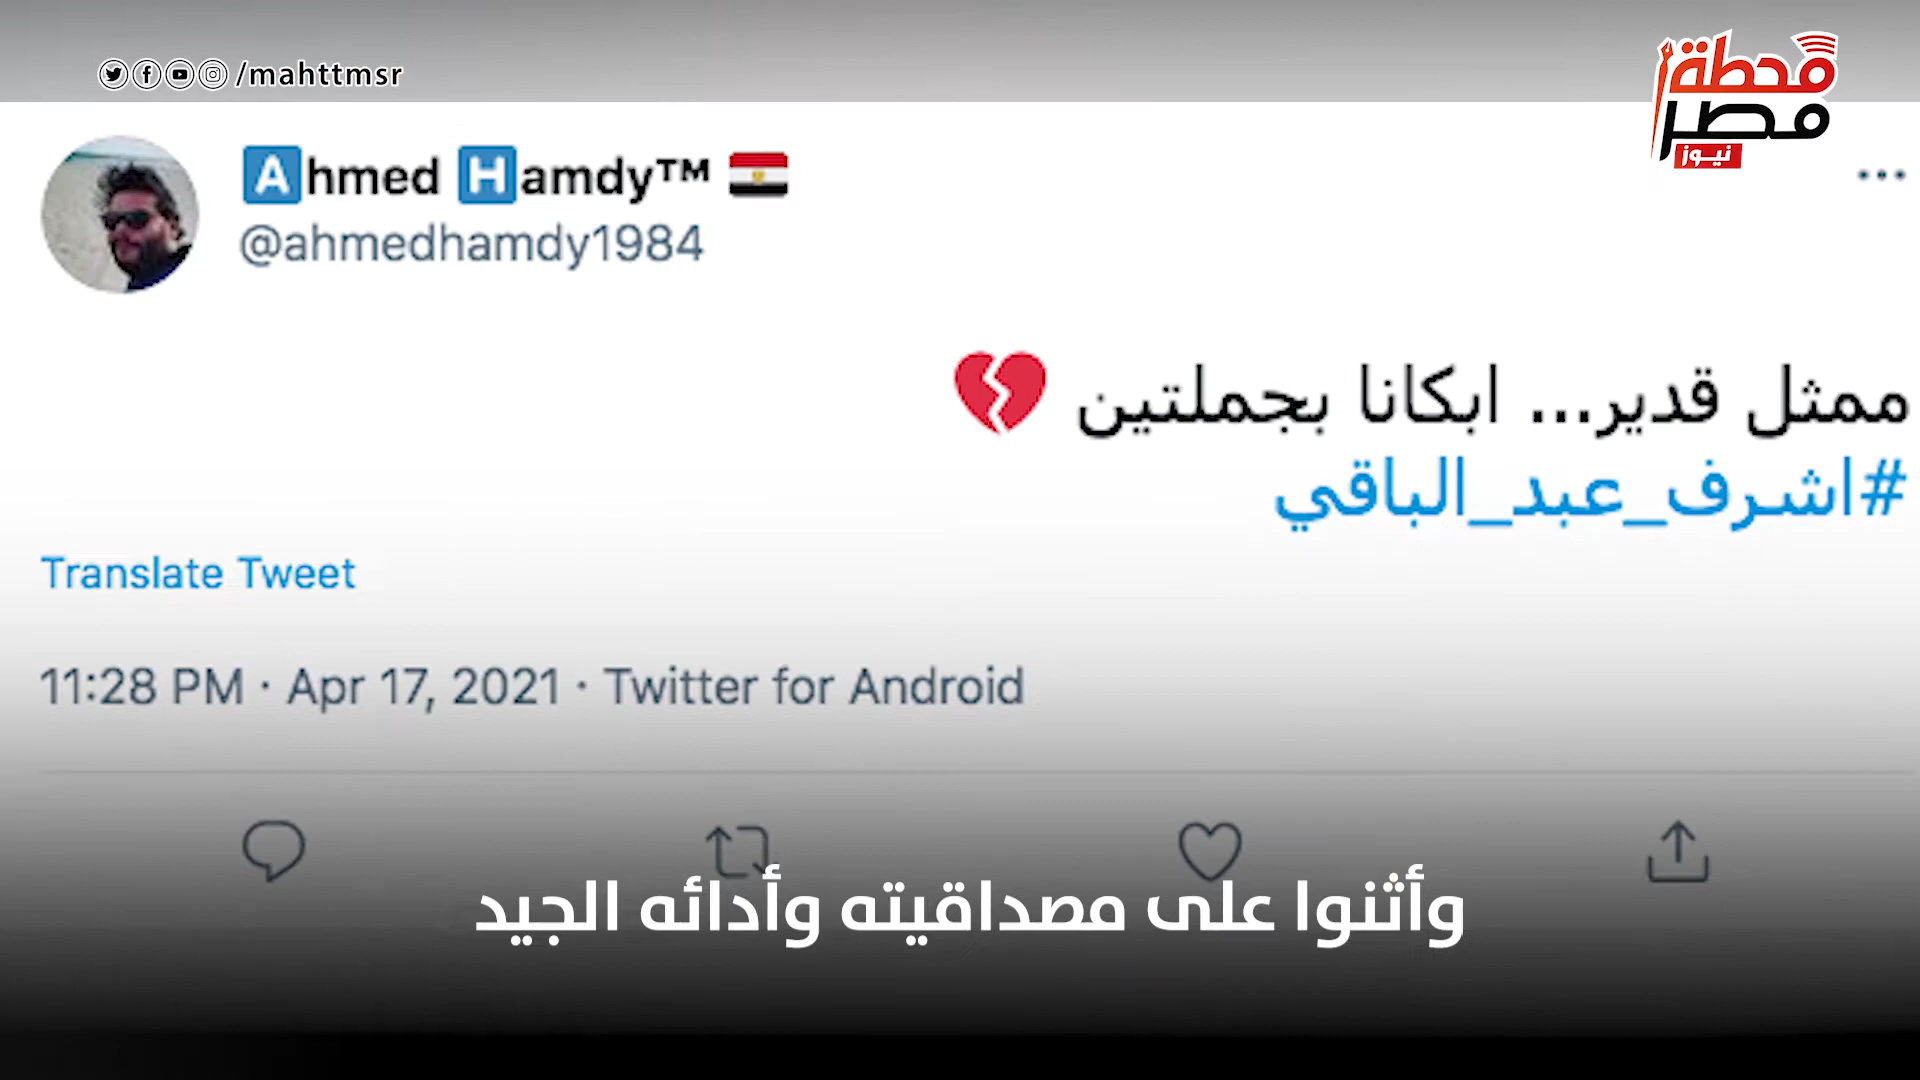 /mahttmsr
محطة
مصر
نيوز
Ahmed Hamdy™
@ahmedhamdy1984
ممثل قدير... ابكانا بجملتين 💔
#اشرف_عبد_الباقي
Translate Tweet
11:28 PM · Apr 17, 2021 · Twitter for Android
وأثنوا على مصداقيته وأدائه الجيد